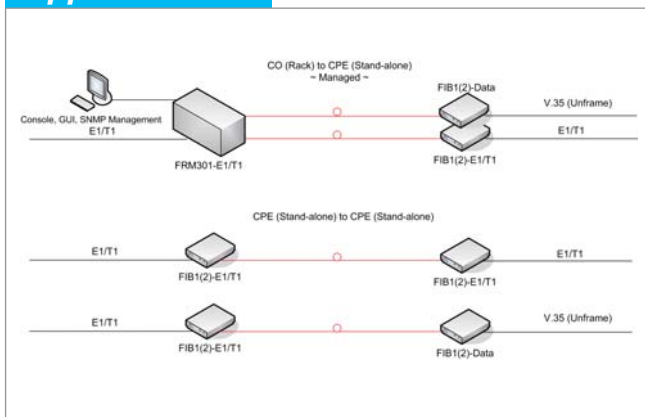 CO (Rack) to CPE (Stand-alone)
~ Managed ~
FIB1(2)-Data
V.35 (Unframe)
Console, GUI, SNMP Management
E1/T1
E1/T1
FRM301-E1/T1
FIB1(2)-E1/T1
CPE (Stand-alone) to CPE (Stand-alone)
E1/T1
E1/T1
FIB1(2)-E1/T1
FIB1(2)-E1/T1
E1/T1
V.35 (Unframe)
FIB1(2)-E1/T1
FIB1(2)-Data